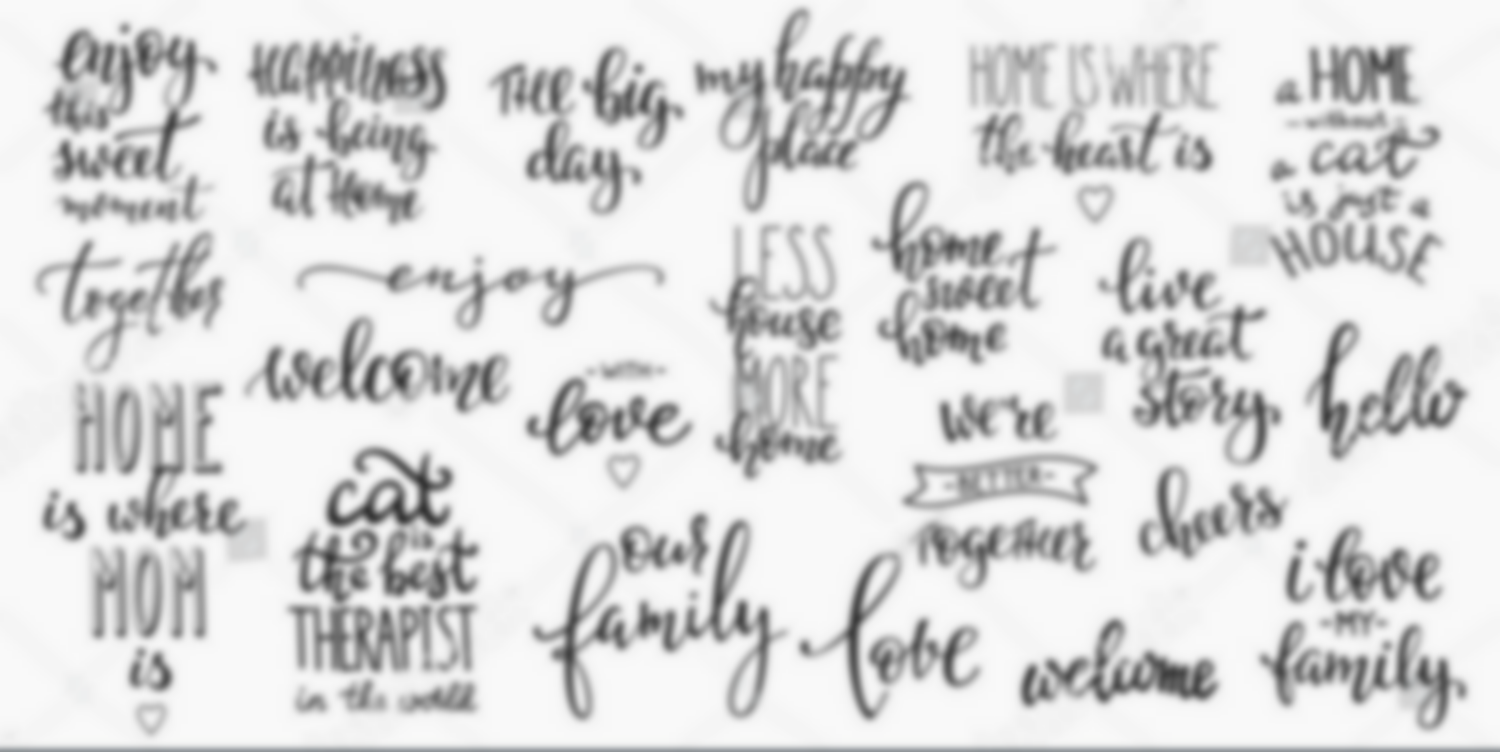 enjoy
this
sweet
moment
Happiness
is being
at Home
THE big
day
my happy
place
HOME IS WHERE
the heart is
a HOME
without
a cat
is just a
HOUSE
together
enjoy
LESS
house
MORE
home
home
sweet
home
live
a great
story
welcome
WITH
love
hello
HOME
is where
MOM
is
cat
is
the best
THERAPIST
in the world
we're
BETTER
TOGETHER
cheers
our
family
love
welcome
i love
MY
family